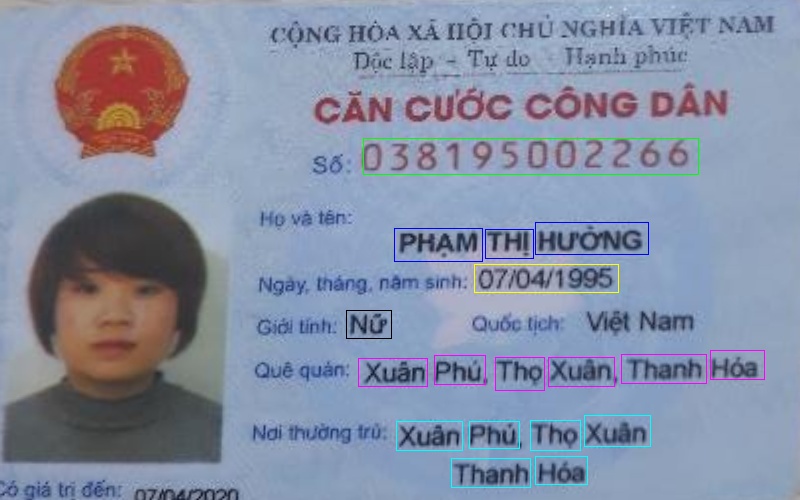 CỘNG HÒA XÃ HỘI CHỦ NGHĨA VIỆT NAM
Độc lập - Tự do - Hạnh phúc
CĂN CƯỚC CÔNG DÂN
Số: 038195002266
Họ và tên:
PHẠM THỊ HƯỜNG
Ngày, tháng, năm sinh: 07/04/1995
Giới tính: Nữ Quốc tịch: Việt Nam
Quê quán: Xuân Phú, Thọ Xuân, Thanh Hóa
Nơi thường trú: Xuân Phú, Thọ Xuân
Thanh Hóa
Có giá trị đến: 07/04/2020